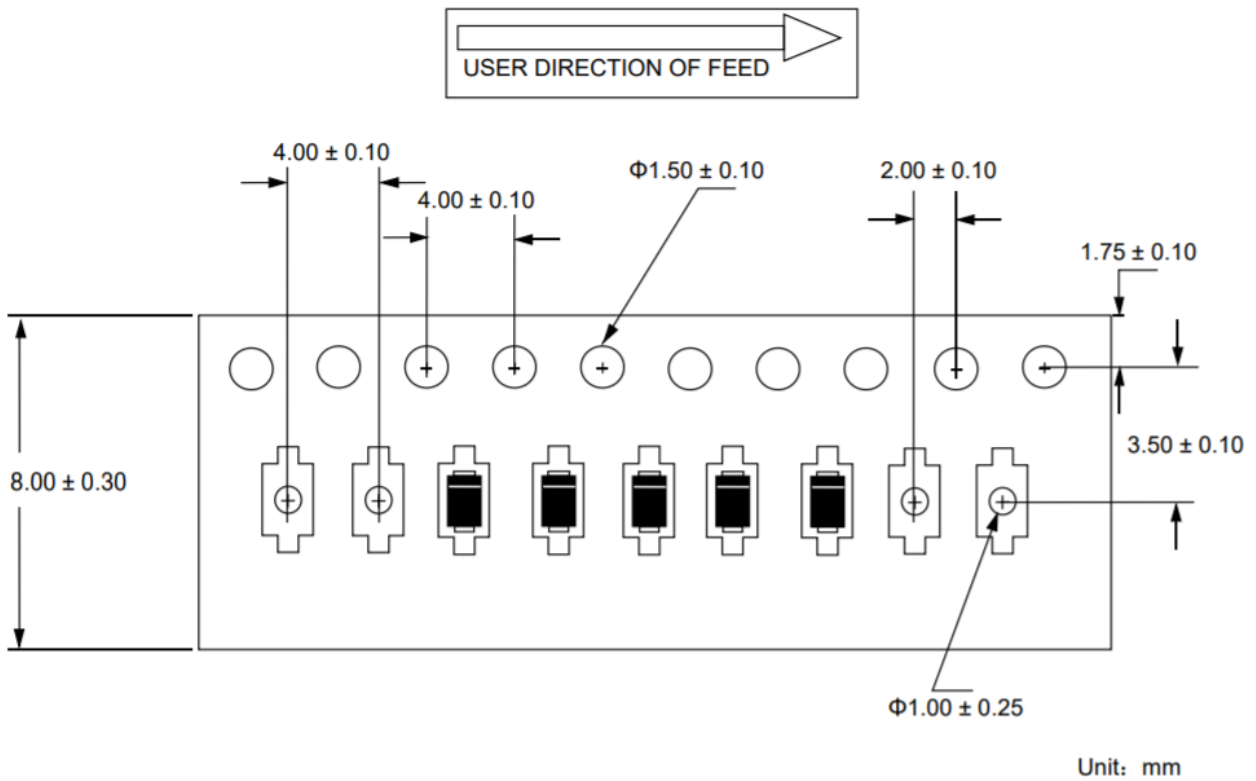 USER DIRECTION OF FEED
4.00 ± 0.10
Φ1.50 ± 0.10
2.00 ± 0.10
4.00 ± 0.10
1.75 ± 0.10
3.50 ± 0.10
8.00 ± 0.30
Φ1.00 ± 0.25
Unit: mm